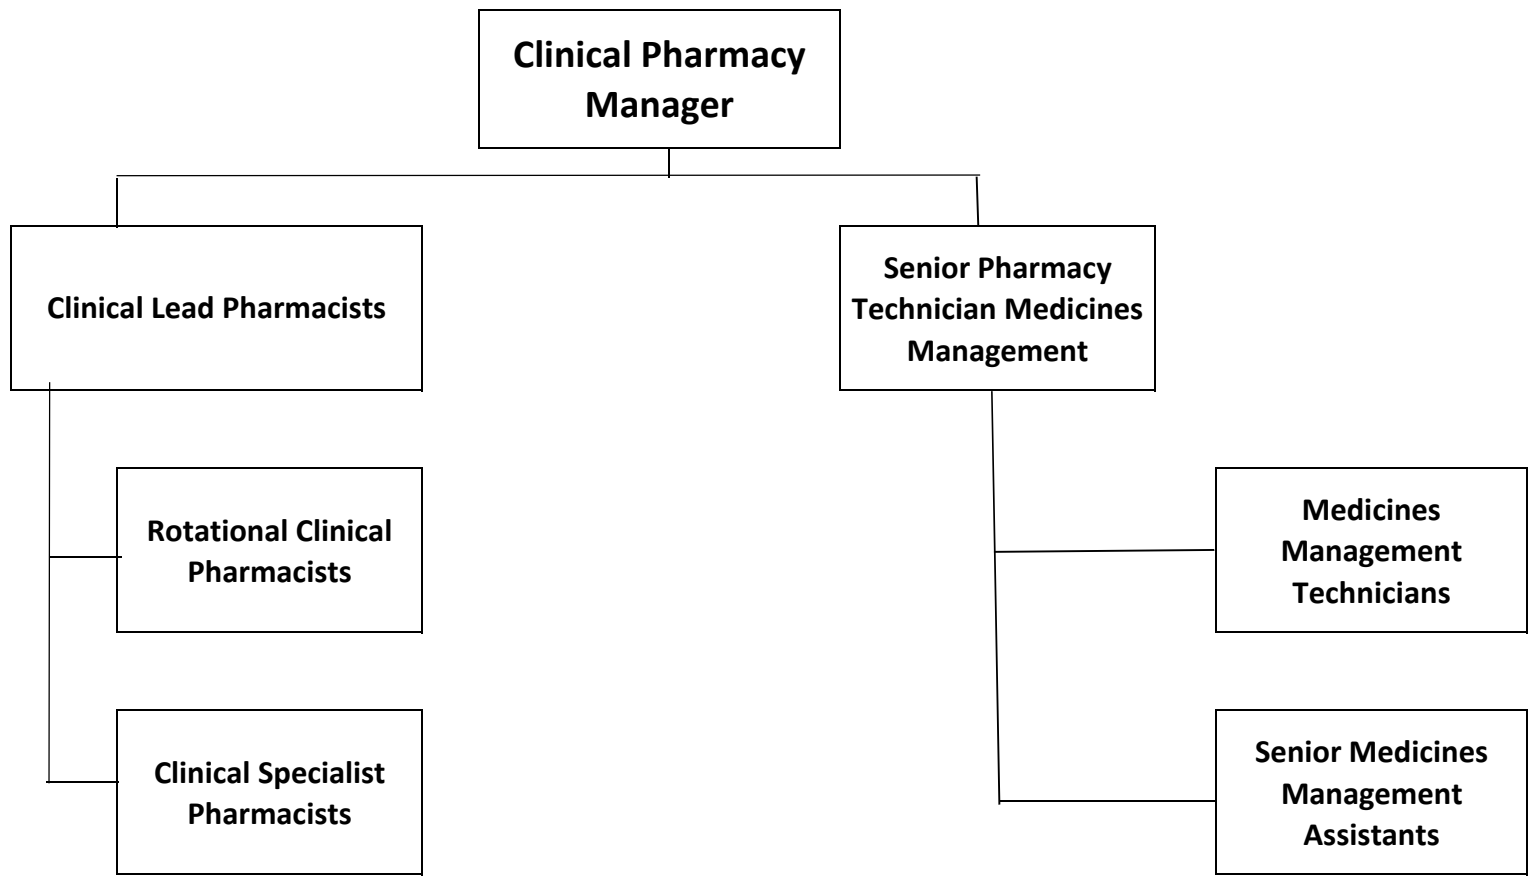 Clinical Pharmacy
Manager
Clinical Lead Pharmacists
Senior Pharmacy
Technician Medicines
Management
Rotational Clinical
Pharmacists
Medicines
Management
Technicians
Clinical Specialist
Pharmacists
Senior Medicines
Management
Assistants